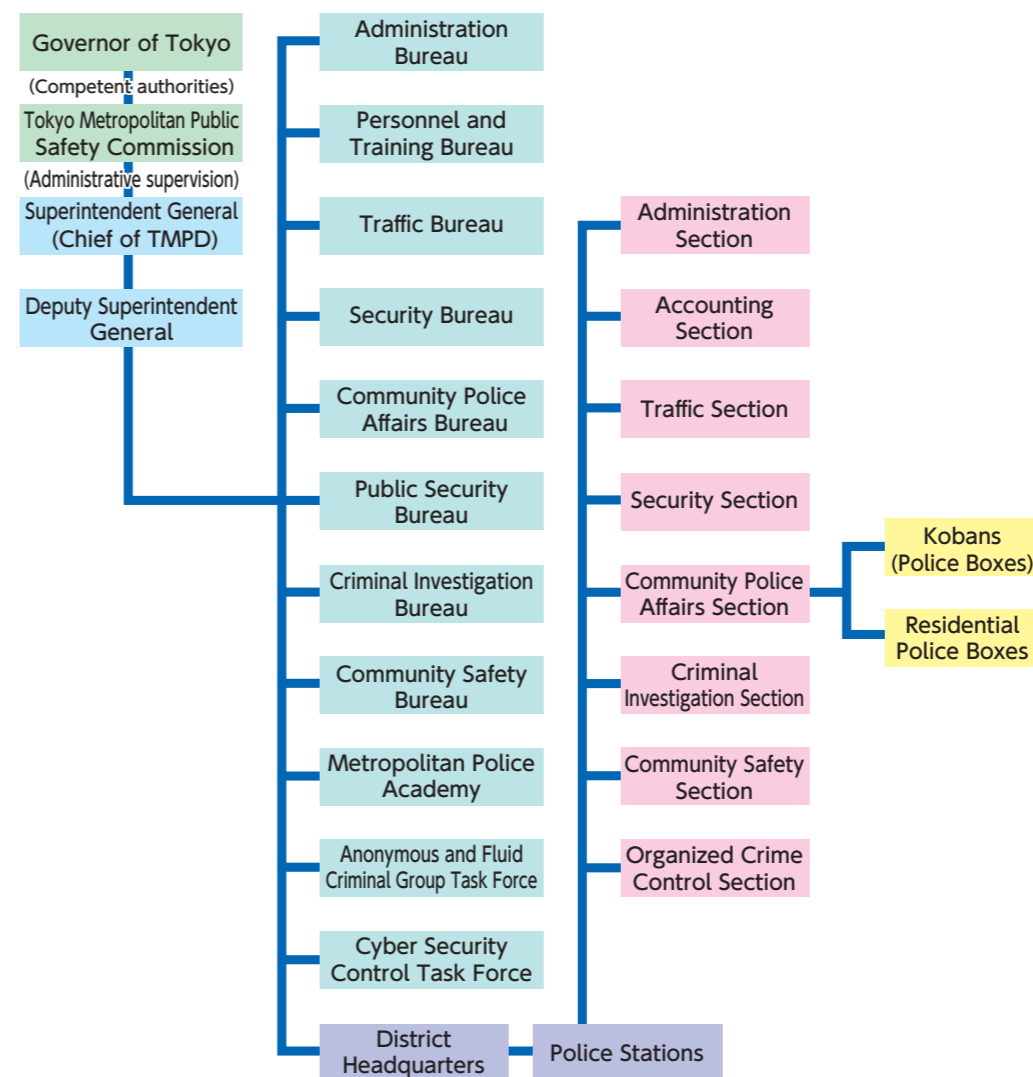 Governor of Tokyo
(Competent authorities)
Tokyo Metropolitan Public
Safety Commission
(Administrative supervision)
Superintendent General
(Chief of TMPD)
Deputy Superintendent
General
Administration
Bureau
Personnel and
Training Bureau
Traffic Bureau
Security Bureau
Community Police
Affairs Bureau
Public Security
Bureau
Criminal Investigation
Bureau
Community Safety
Bureau
Metropolitan Police
Academy
Anonymous and Fluid
Criminal Group Task Force
Cyber Security
Control Task Force
District
Headquarters
Police Stations
Administration
Section
Accounting
Section
Traffic Section
Security Section
Community Police
Affairs Section
Criminal
Investigation Section
Community Safety
Section
Organized Crime
Control Section
Kobans
(Police Boxes)
Residential
Police Boxes